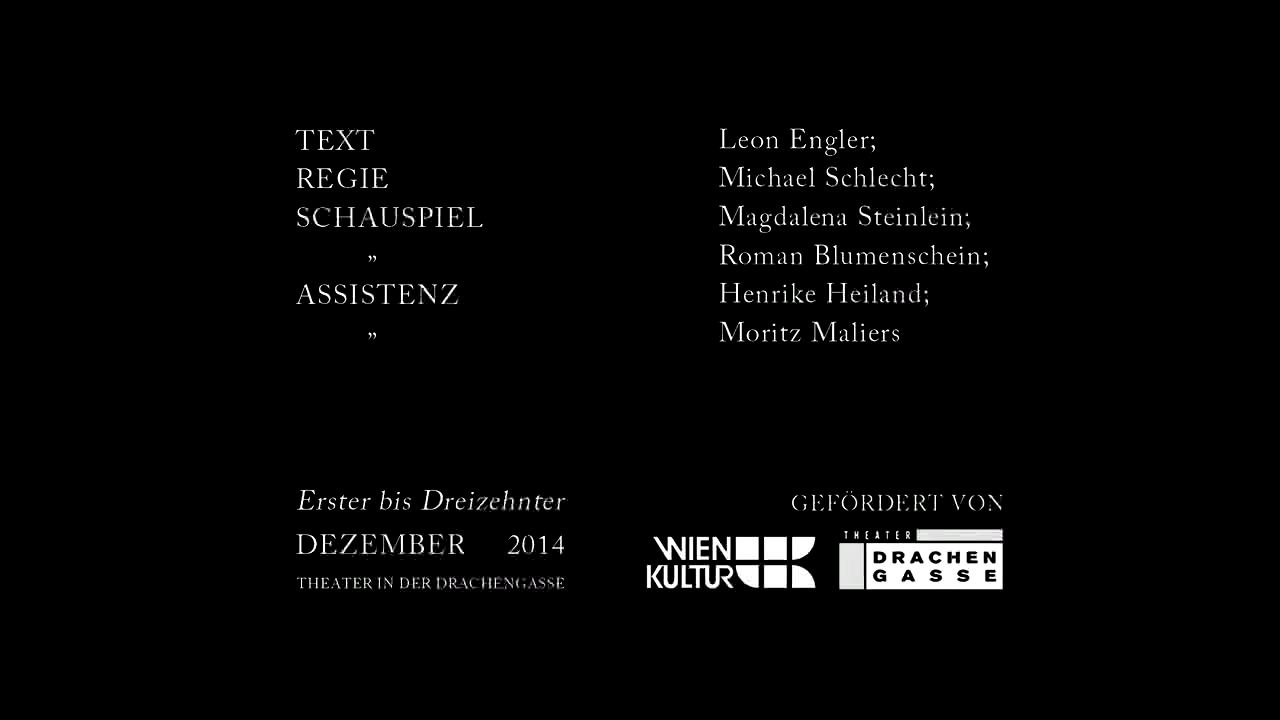 TEXT Leon Engler;
REGIE Michael Schlecht;
SCHAUSPIEL Magdalena Steinlein;
” Roman Blumenschein;
ASSISTENZ Henrike Heiland;
” Moritz Maliers
Erster bis Dreizehnter
DEZEMBER 2014
THEATER IN DER DRACHENGASSE
GEFÖRDERT VON
WIEN
KULTUR
THEATER
DRACHEN
GASSE